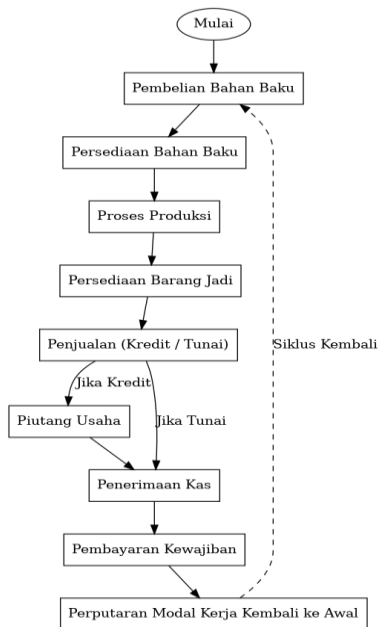 Mulai
Pembelian Bahan Baku
Persediaan Bahan Baku
Proses Produksi
Persediaan Barang Jadi
Penjualan (Kredit / Tunai)
Siklus Kembali
Jika Kredit
Piutang Usaha
Jika Tunai
Penerimaan Kas
Pembayaran Kewajiban
Perputaran Modal Kerja Kembali ke Awal